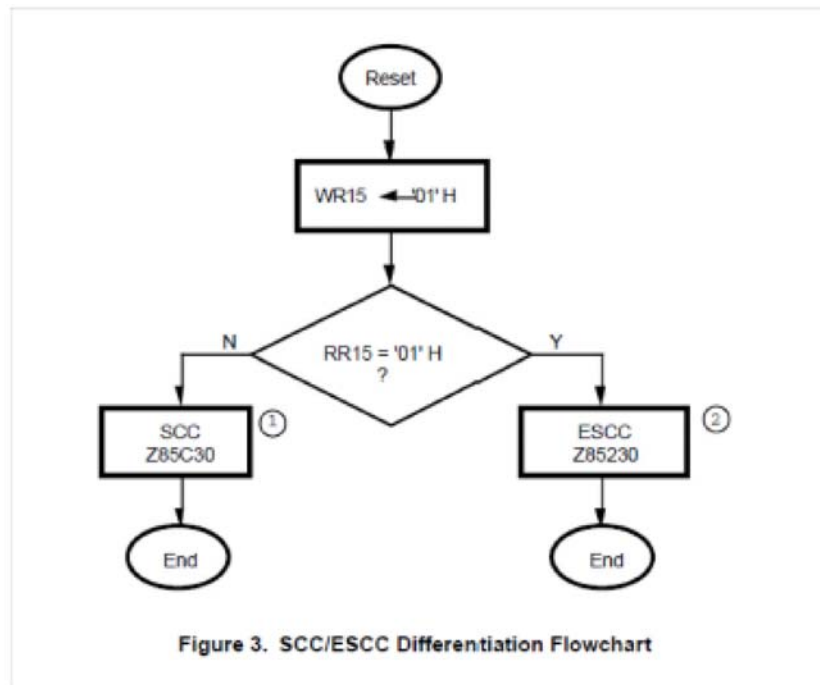 Reset
WR15 '01' H
N
Y
RR15 = '01' H
?
SCC
Z85C30
1
ESCC
Z85230
2
End
End
Figure 3. SCC/ESCC Differentiation Flowchart